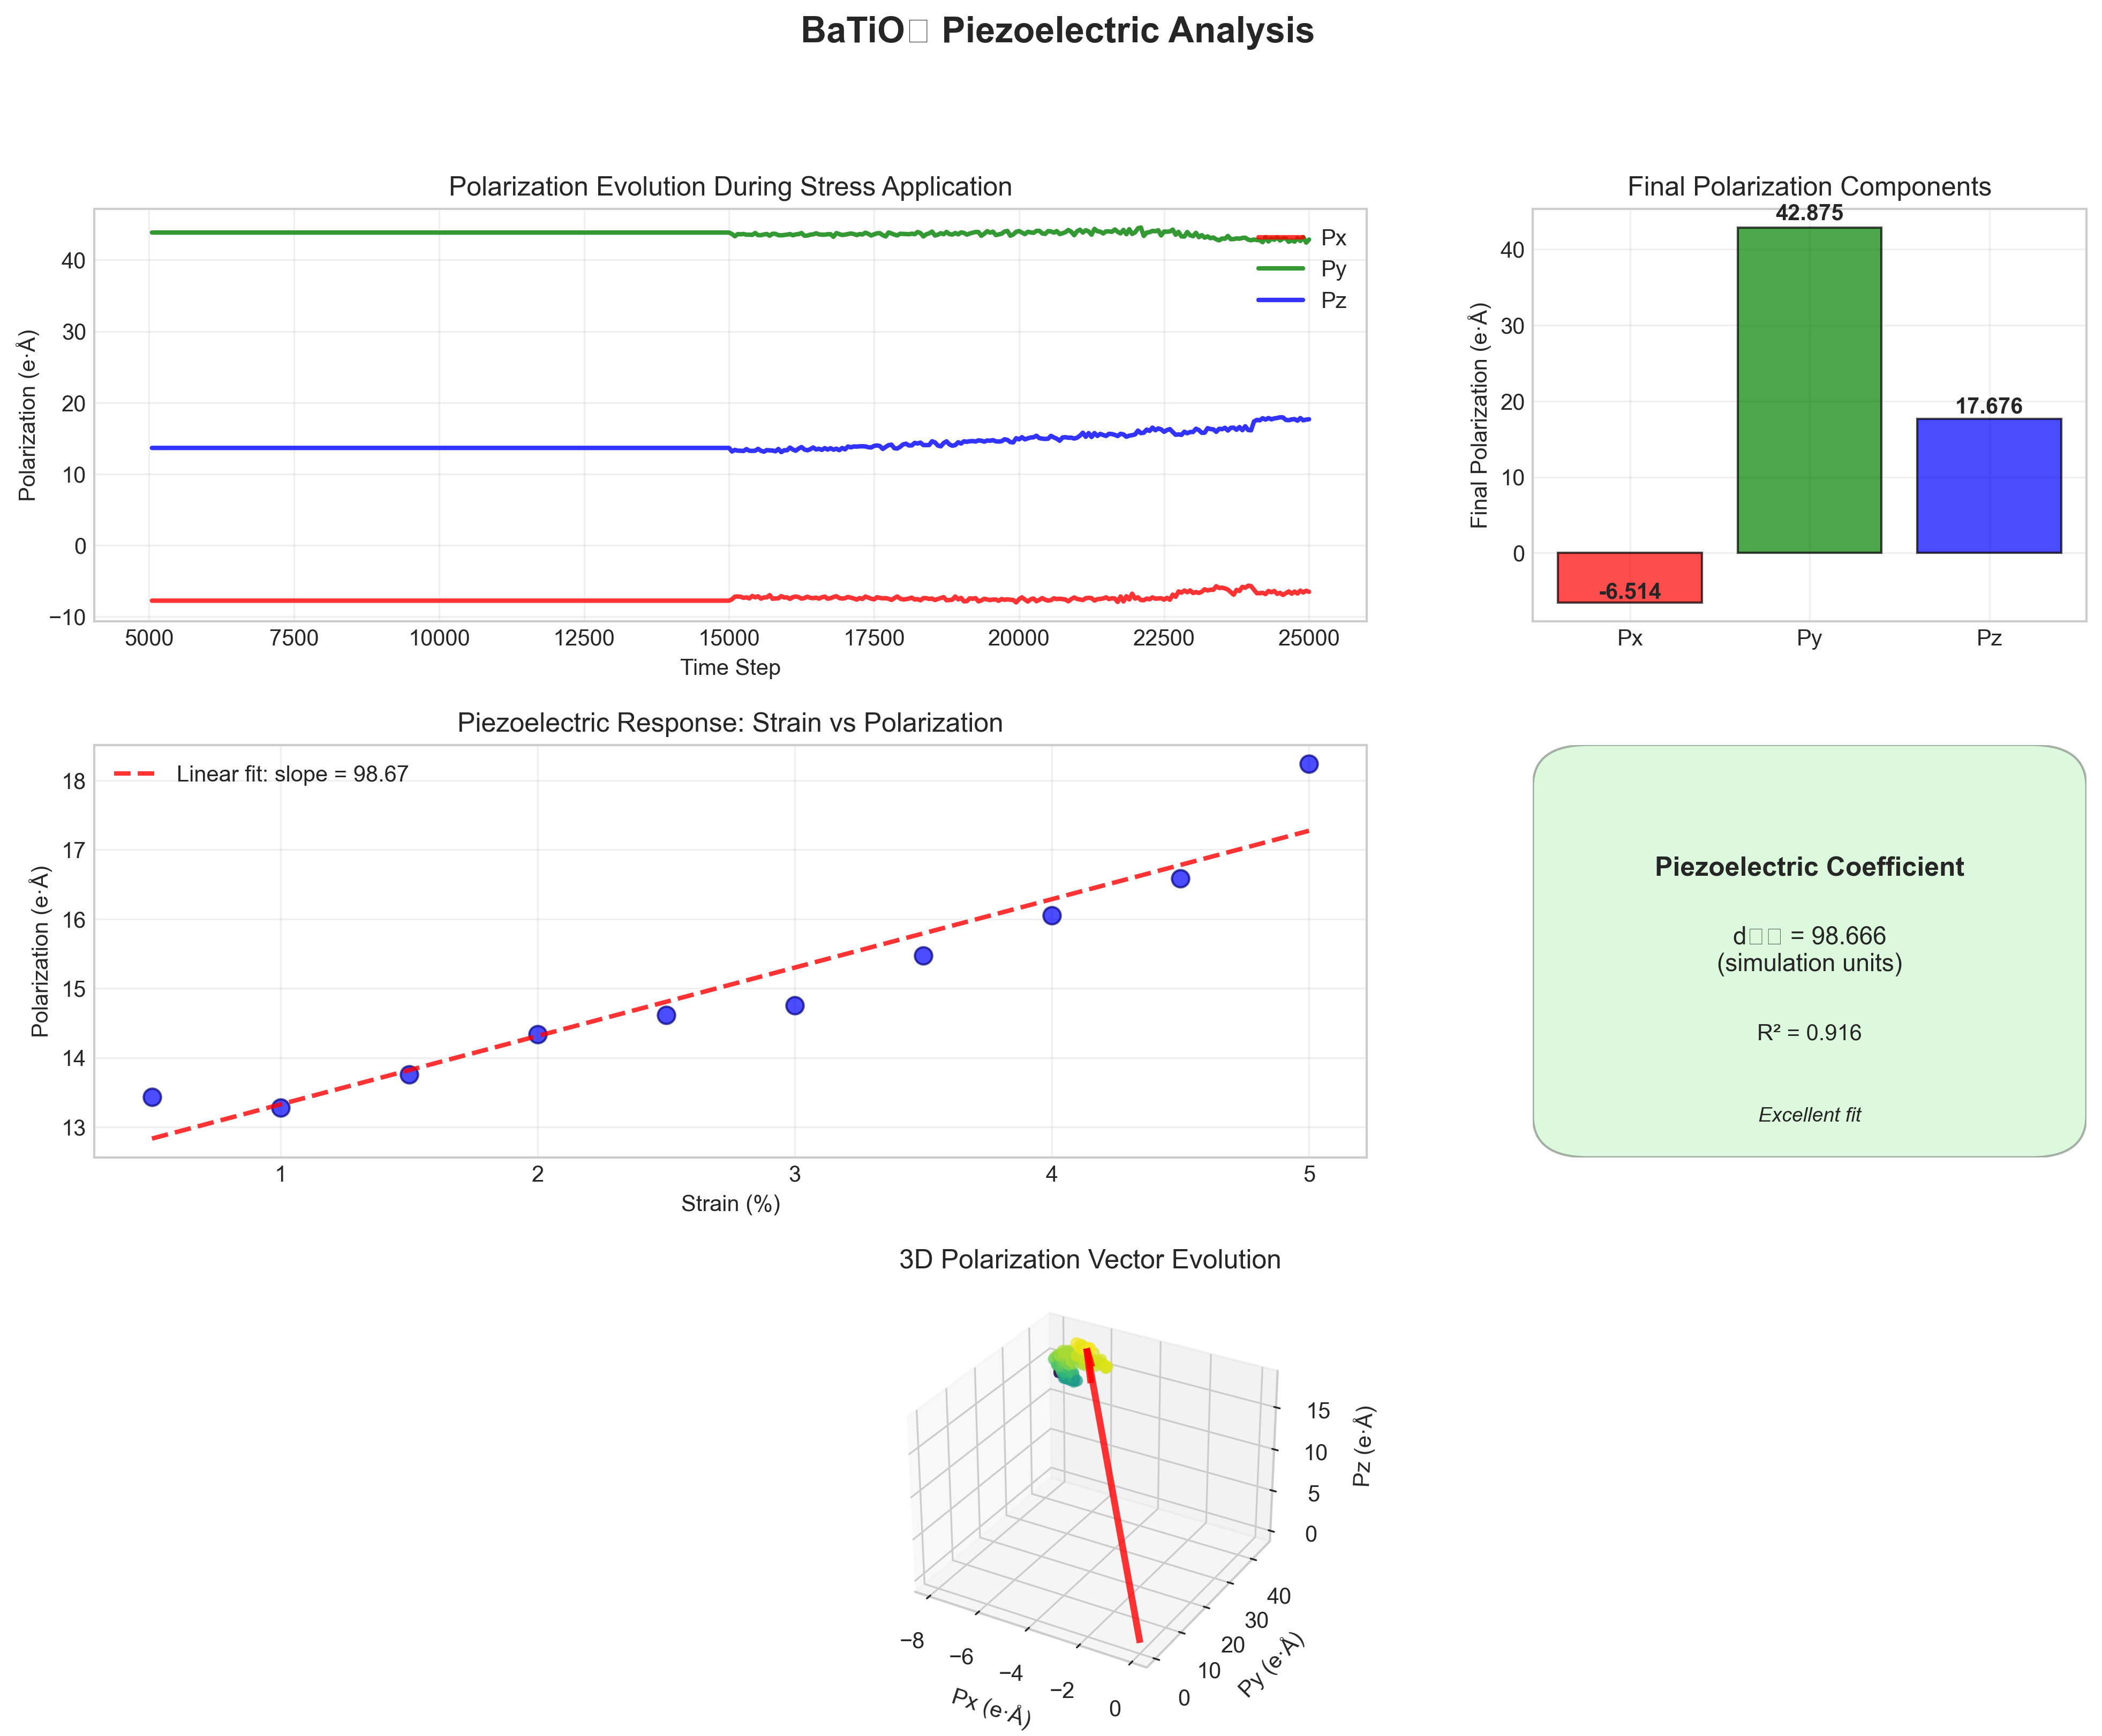 BaTiO□ Piezoelectric Analysis
Polarization Evolution During Stress Application
Polarization (e·Å)
40
30
20
10
0
−10
5000 7500 10000 12500 15000 17500 20000 22500 25000
Time Step
Px
Py
Pz
Final Polarization Components
Final Polarization (e·Å)
40
30
20
10
0
42.875
17.676
-6.514
Px Py Pz
Piezoelectric Response: Strain vs Polarization
Linear fit: slope = 98.67
Polarization (e·Å)
18
17
16
15
14
13
1 2 3 4 5
Strain (%)
Piezoelectric Coefficient
d□□ = 98.666
(simulation units)
R² = 0.916
Excellent fit
3D Polarization Vector Evolution
−8 −6 −4 −2 0
Px (e·Å)
0 10 20 30 40
Py (e·Å)
15
10
5
0
Pz (e·Å)